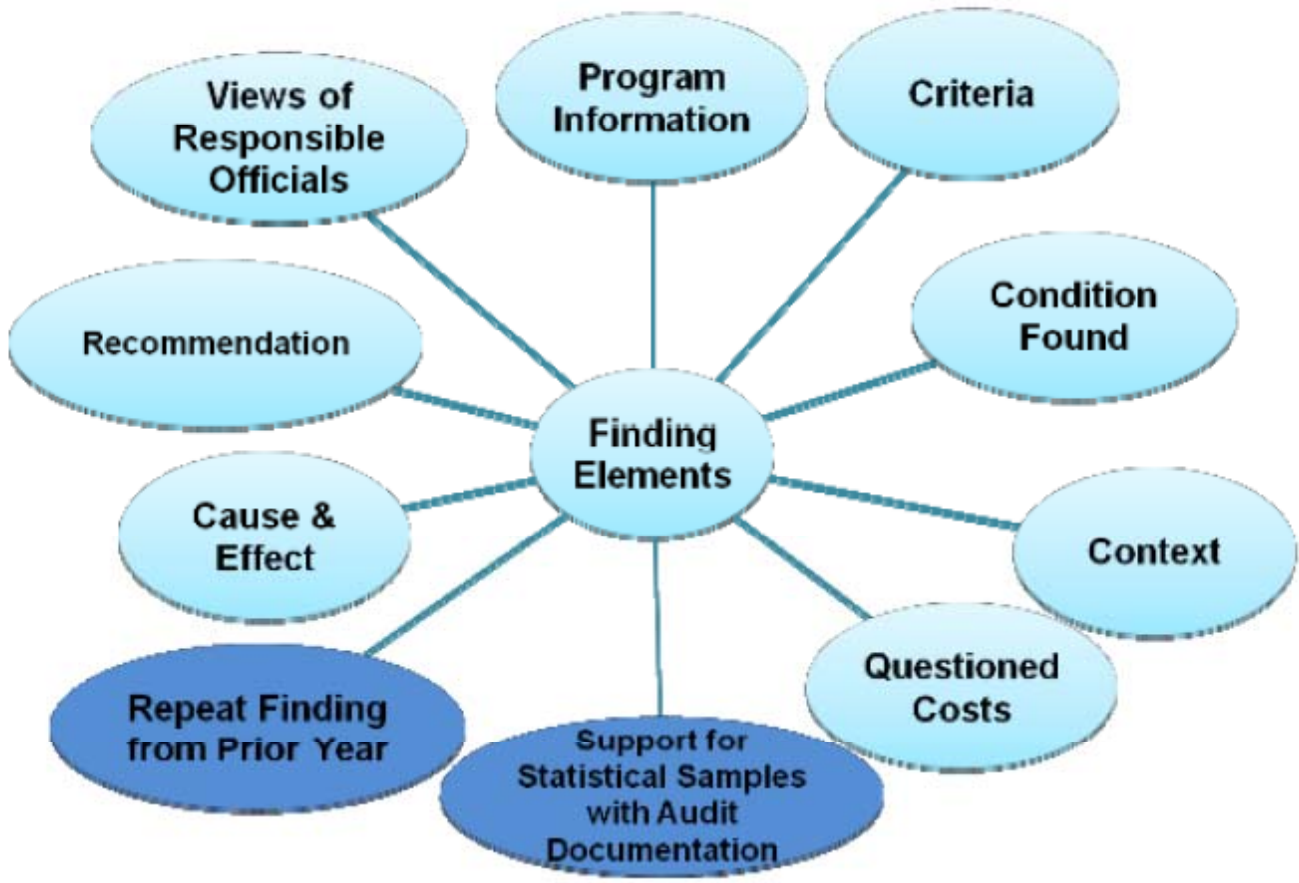 Views of
Responsible
Officials
Program
Information
Criteria
Recommendation
Condition
Found
Finding
Elements
Cause &
Effect
Context
Repeat Finding
from Prior Year
Support for
Statistical Samples
with Audit
Documentation
Questioned
Costs